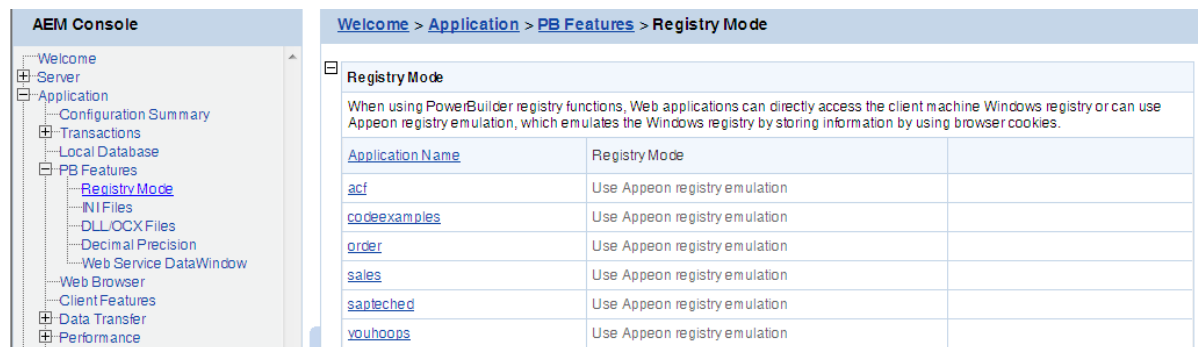 AEM Console
Welcome
Server
Application
Configuration Summary
Transactions
Local Database
PB Features
Registry Mode
INI Files
DLL/OCX Files
Decimal Precision
Web Service DataWindow
Web Browser
Client Features
Data Transfer
Performance
Welcome > Application > PB Features > Registry Mode
Registry Mode
When using PowerBuilder registry functions, Web applications can directly access the client machine Windows registry or can use
Appeon registry emulation, which emulates the Windows registry by storing information by using browser cookies.
Application Name Registry Mode
acf Use Appeon registry emulation
codeexamples Use Appeon registry emulation
order Use Appeon registry emulation
sales Use Appeon registry emulation
sapteched Use Appeon registry emulation
youhoops Use Appeon registry emulation